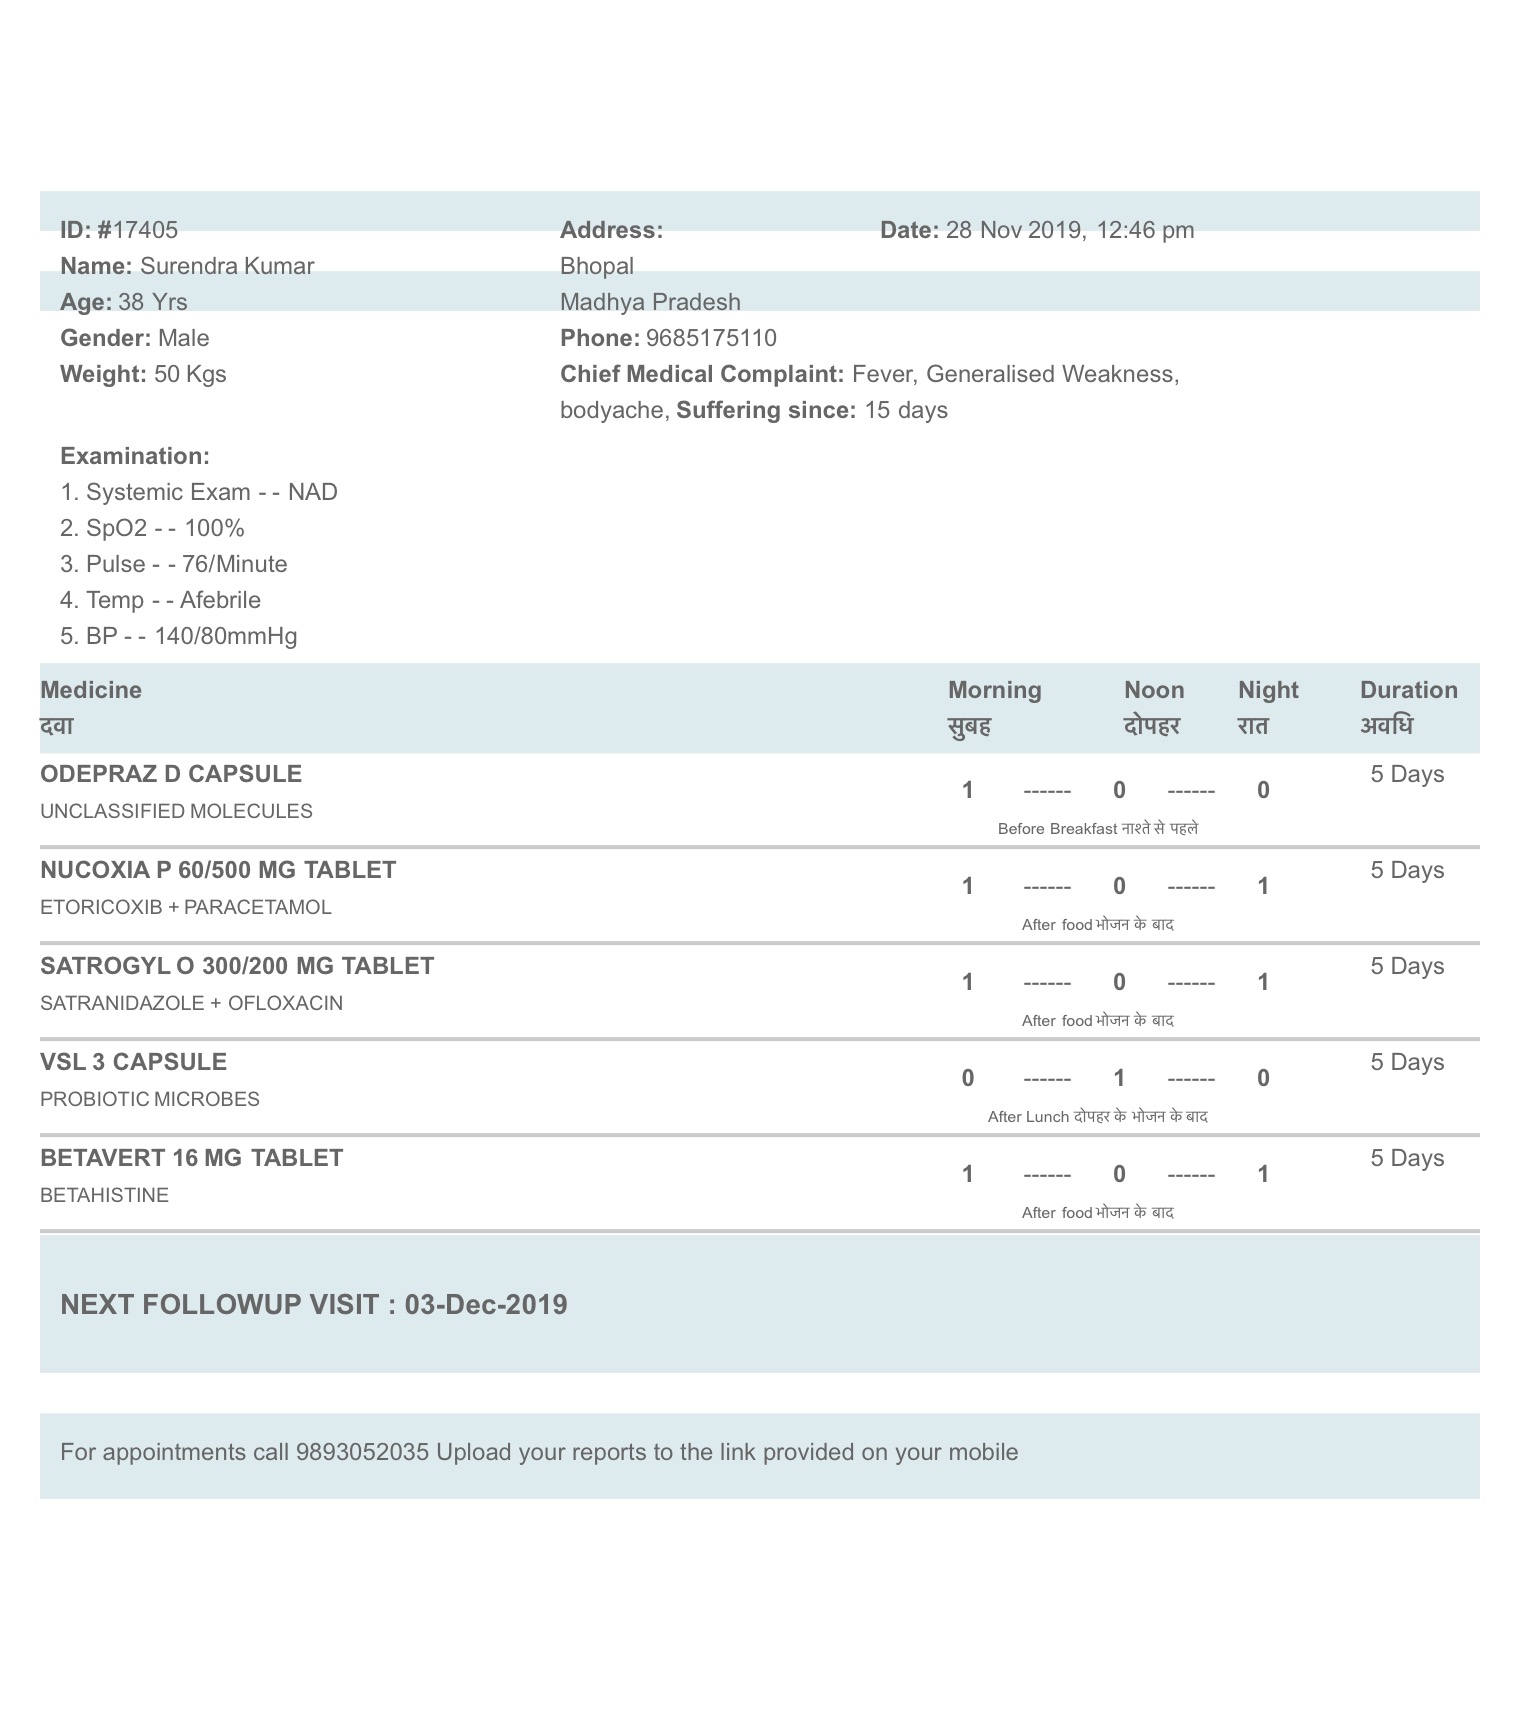 ID: #17405
Name: Surendra Kumar
Age: 38 Yrs
Gender: Male
Weight: 50 Kgs
Address:
Bhopal
Madhya Pradesh
Phone: 9685175110
Chief Medical Complaint: Fever, Generalised Weakness,
bodyache, Suffering since: 15 days
Date: 28 Nov 2019, 12:46 pm
Examination:
1. Systemic Exam - - NAD
2. SpO2 - - 100%
3. Pulse - - 76/Minute
4. Temp - - Afebrile
5. BP - - 140/80mmHg
Medicine Morning Noon Night Duration
दवा सुबह दोपहर रात अवधि
ODEPRAZ D CAPSULE 5 Days
1 ------ 0 ------ 0
UNCLASSIFIED MOLECULES
Before Breakfast नाश्ते से पहले
NUCOXIA P 60/500 MG TABLET 5 Days
1 ------ 0 ------ 1
ETORICOXIB + PARACETAMOL
After food भोजन के बाद
SATROGYL O 300/200 MG TABLET 5 Days
1 ------ 0 ------ 1
SATRANIDAZOLE + OFLOXACIN
After food भोजन के बाद
VSL 3 CAPSULE 5 Days
0 ------ 1 ------ 0
PROBIOTIC MICROBES
After Lunch दोपहर के भोजन के बाद
BETAVERT 16 MG TABLET 5 Days
1 ------ 0 ------ 1
BETAHISTINE
After food भोजन के बाद
NEXT FOLLOWUP VISIT : 03-Dec-2019
For appointments call 9893052035 Upload your reports to the link provided on your mobile